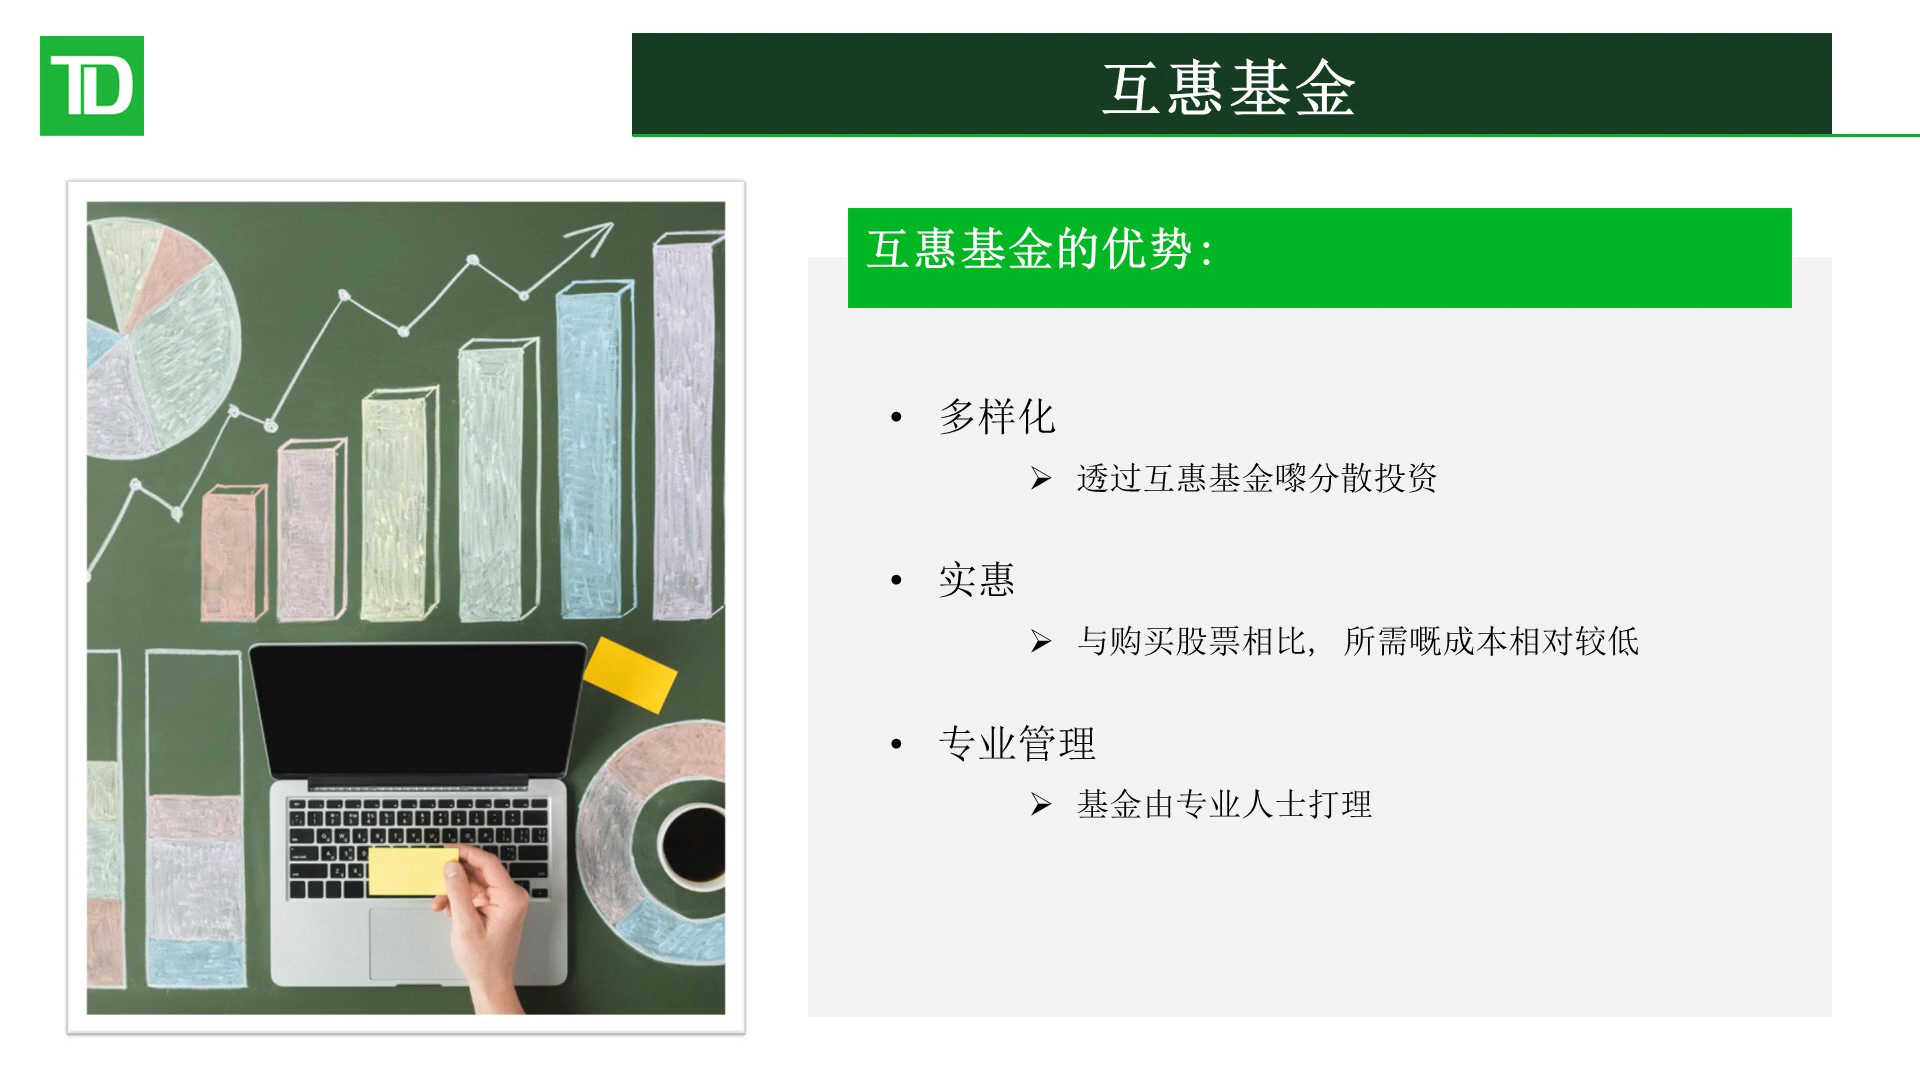 TD
互惠基金
互惠基金的优势：
• 多样化
➢ 透过互惠基金嚟分散投资
• 实惠
➢ 与购买股票相比，所需嘅成本相对较低
• 专业管理
➢ 基金由专业人士打理